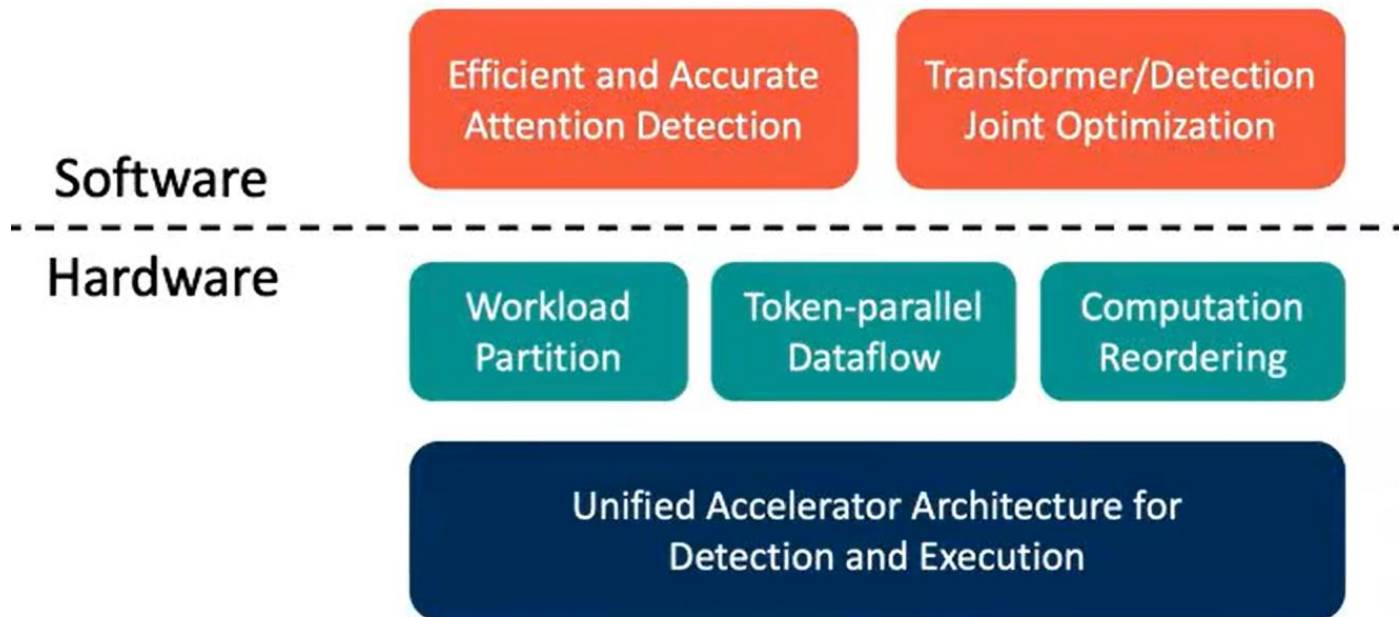 Efficient and Accurate
Attention Detection
Transformer/Detection
Joint Optimization
Software
Hardware
Workload
Partition
Token-parallel
Dataflow
Computation
Reordering
Unified Accelerator Architecture for
Detection and Execution